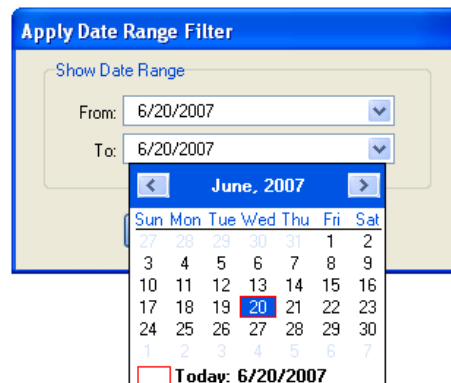 Apply Date Range Filter
Show Date Range
From: 6/20/2007
To: 6/20/2007
June, 2007
Sun Mon Tue Wed Thu Fri Sat
27 28 29 30 31 1 2
3 4 5 6 7 8 9
10 11 12 13 14 15 16
17 18 19 20 21 22 23
24 25 26 27 28 29 30
1 2 3 4 5 6 7
Today: 6/20/2007